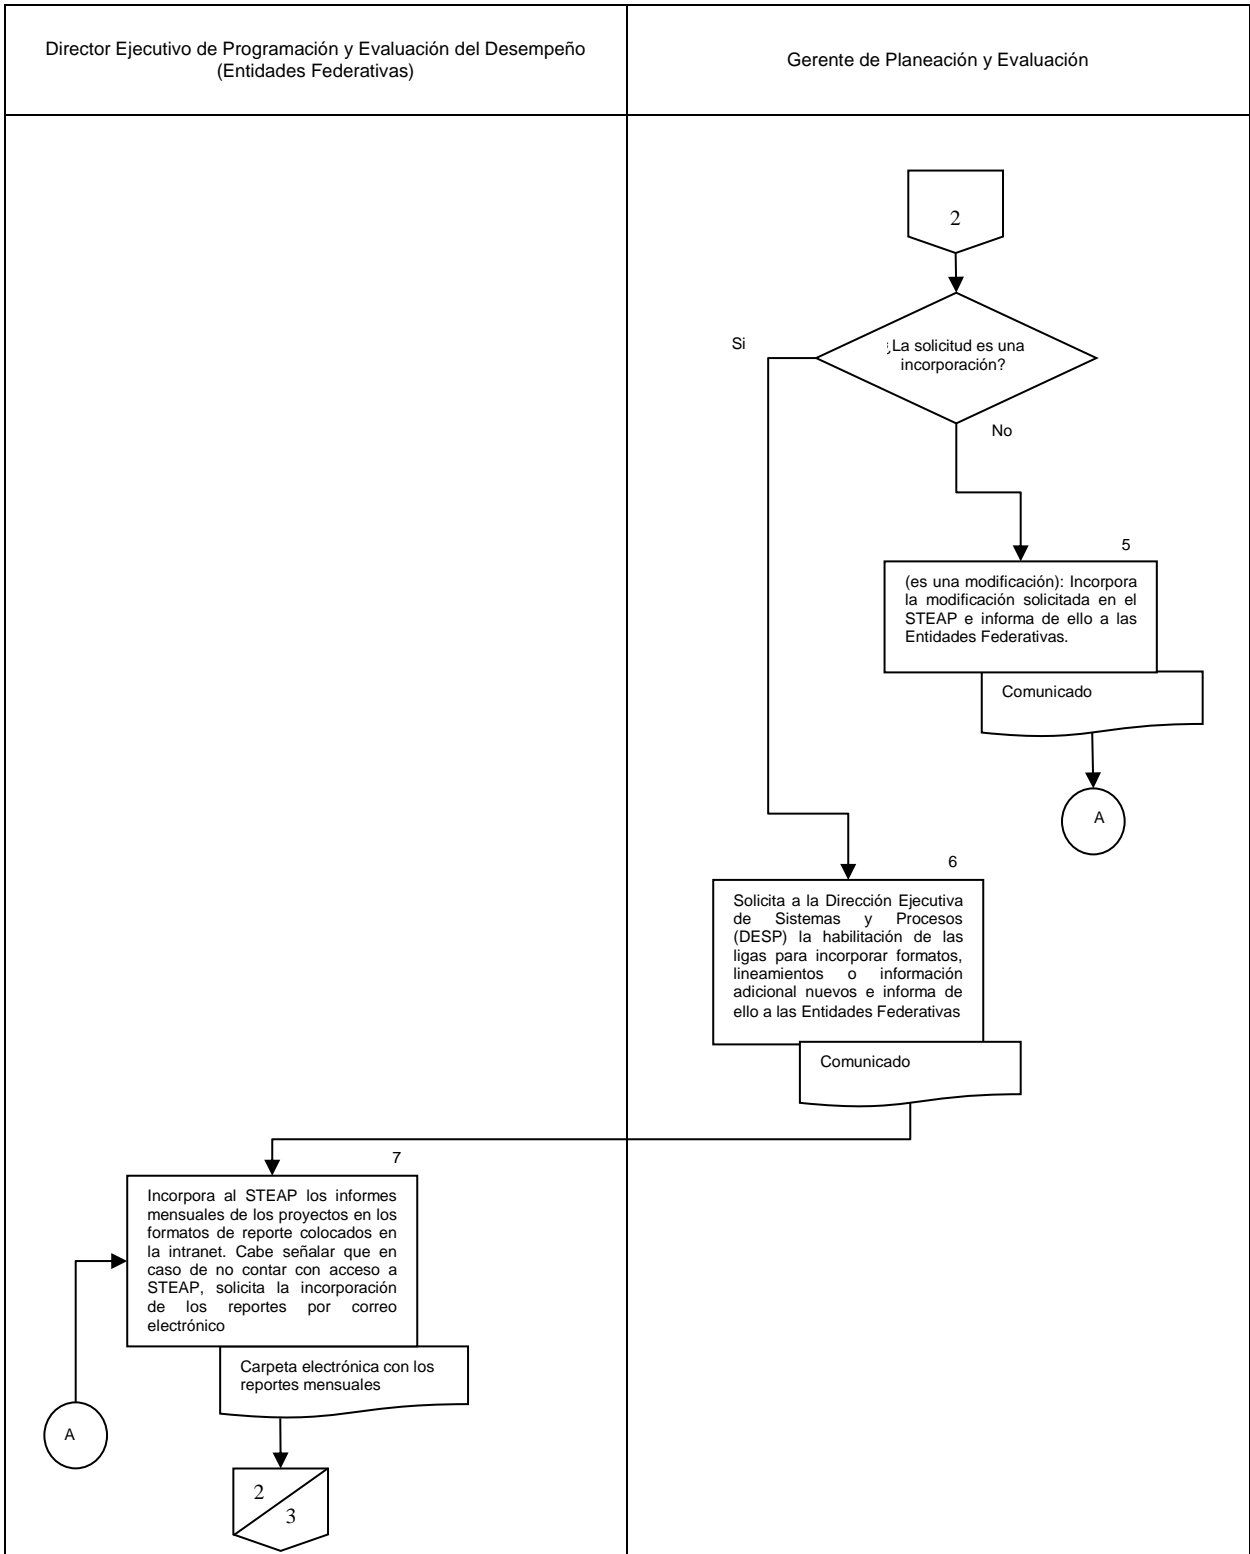 Director Ejecutivo de Programación y Evaluación del Desempeño
(Entidades Federativas)
Gerente de Planeación y Evaluación
2
¿La solicitud es una
incorporación?
Si
No
5
(es una modificación): Incorpora
la modificación solicitada en el
STEAP e informa de ello a las
Entidades Federativas.
Comunicado
A
6
Solicita a la Dirección Ejecutiva
de Sistemas y Procesos
(DESP) la habilitación de las
ligas para incorporar formatos,
lineamientos o información
adicional nuevos e informa de
ello a las Entidades Federativas
Comunicado
7
Incorpora al STEAP los informes
mensuales de los proyectos en los
formatos de reporte colocados en
la intranet. Cabe señalar que en
caso de no contar con acceso a
STEAP, solicita la incorporación
de los reportes por correo
electrónico
Carpeta electrónica con los
reportes mensuales
A
2
3